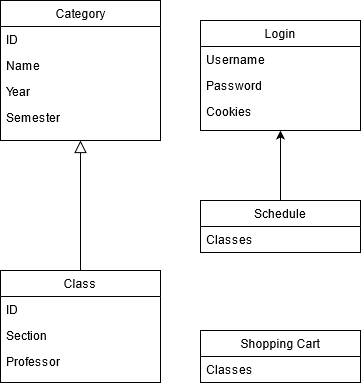 Category
ID
Name
Year
Semester
Login
Username
Password
Cookies
Schedule
Classes
Class
ID
Section
Professor
Shopping Cart
Classes